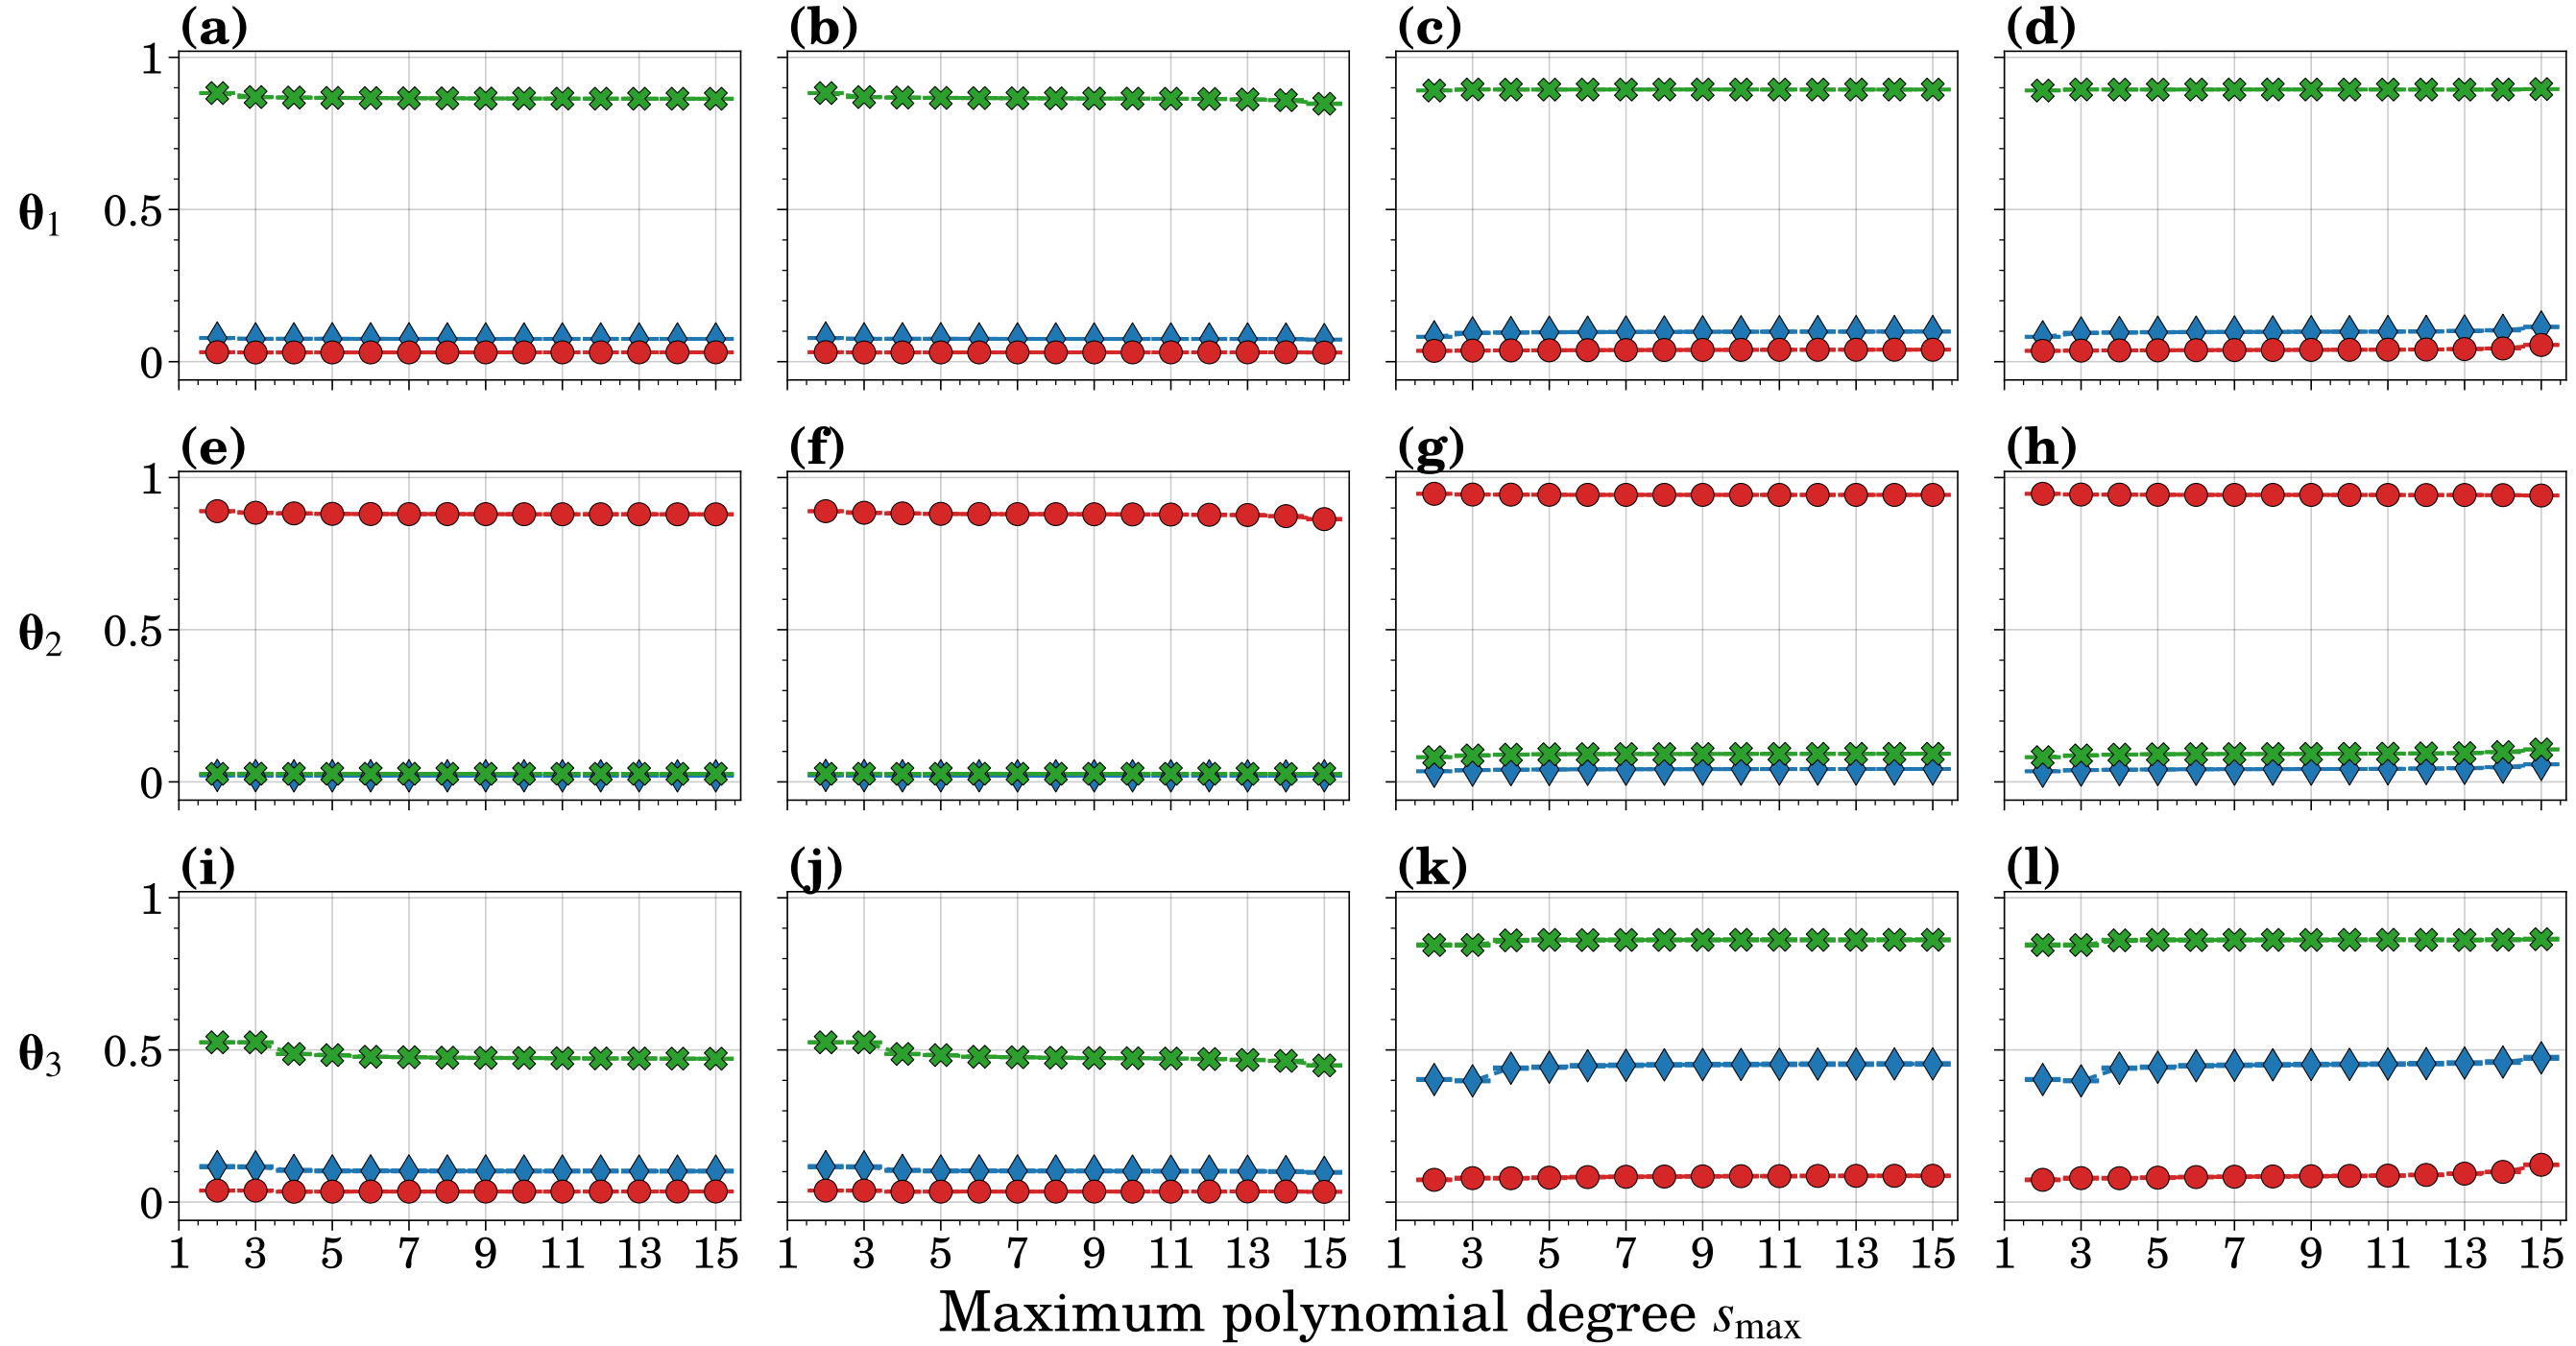 (a) (b) (c) (d)
θ1 1 0.5 0
(e) (f) (g) (h)
θ2 1 0.5 0
(i) (j) (k) (l)
θ3 1 0.5 0
1 3 5 7 9 11 13 15 1 3 5 7 9 11 13 15 1 3 5 7 9 11 13 15 1 3 5 7 9 11 13 15
Maximum polynomial degree smax